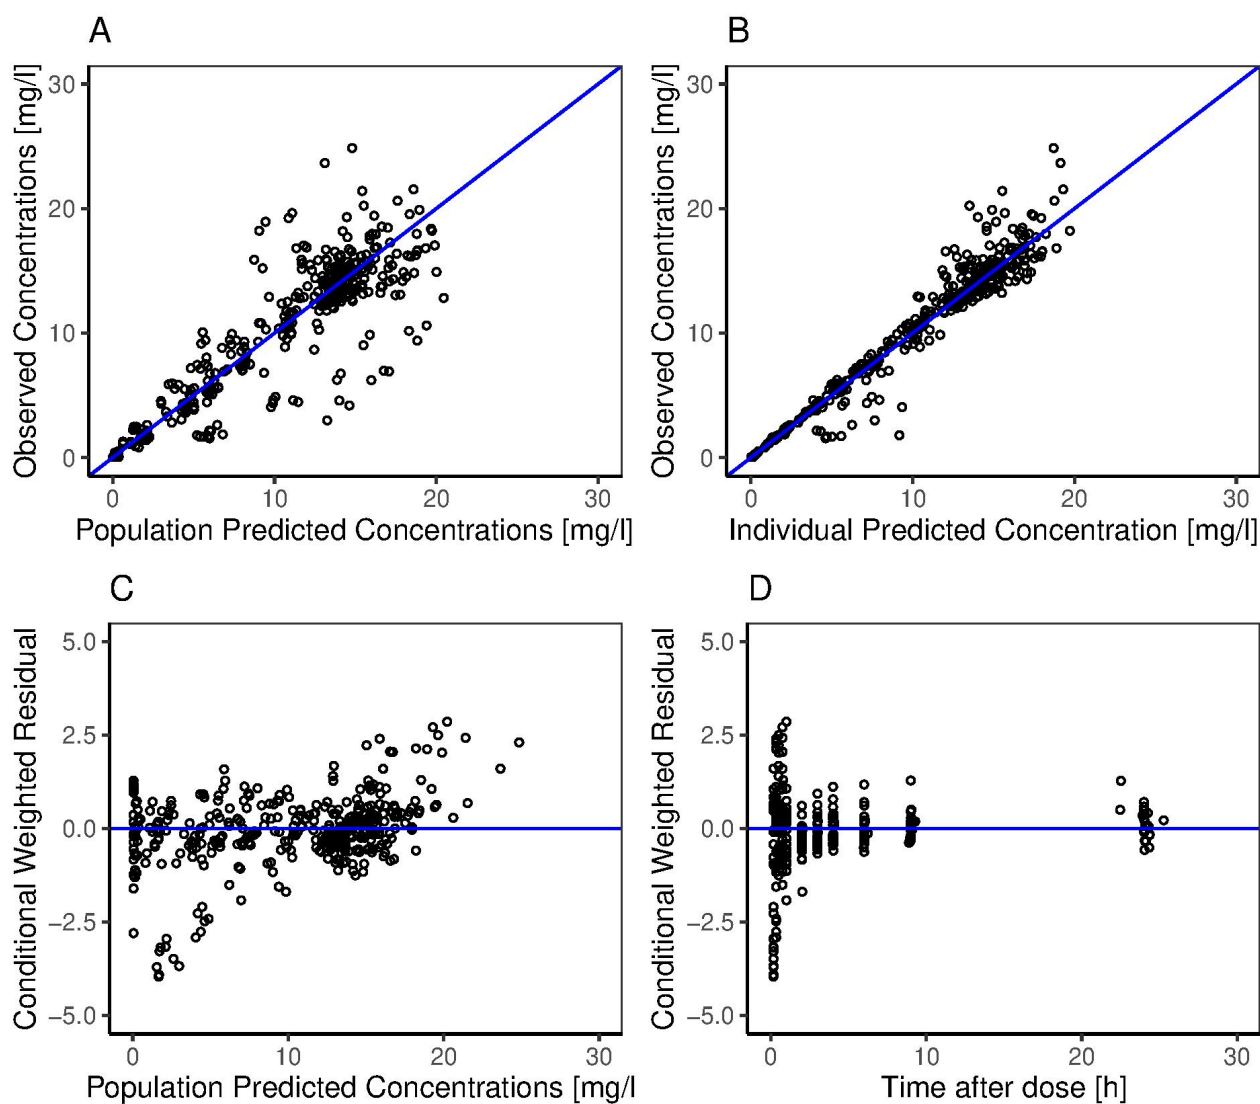 A
Observed Concentrations [mg/l]
30
20
10
0
0 10 20 30
Population Predicted Concentrations [mg/l]
B
Observed Concentrations [mg/l]
30
20
10
0
0 10 20 30
Individual Predicted Concentration [mg/l]
C
Conditional Weighted Residual
5.0
2.5
0.0
−2.5
−5.0
0 10 20 30
Population Predicted Concentrations [mg/l
D
Conditional Weighted Residual
5.0
2.5
0.0
−2.5
−5.0
0 10 20 30
Time after dose [h]